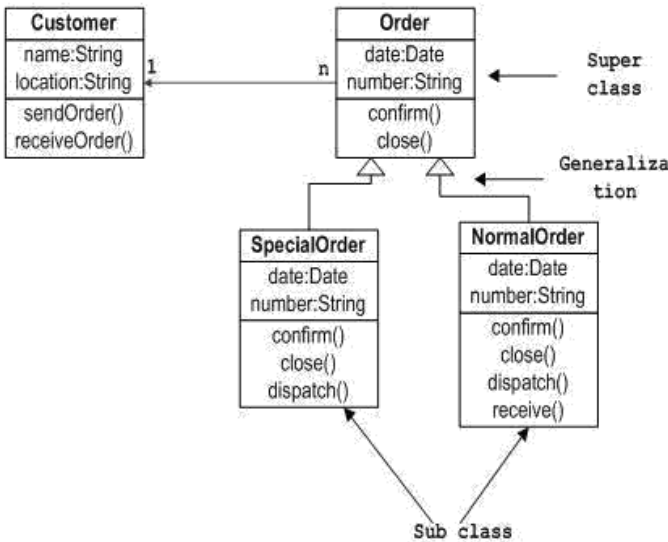 Customer
name:String
location:String
sendOrder()
receiveOrder()
1
n
Order
date:Date
number:String
confirm()
close()
Super
class
Generaliza
tion
SpecialOrder
date:Date
number:String
confirm()
close()
dispatch()
NormalOrder
date:Date
number:String
confirm()
close()
dispatch()
receive()
Sub class